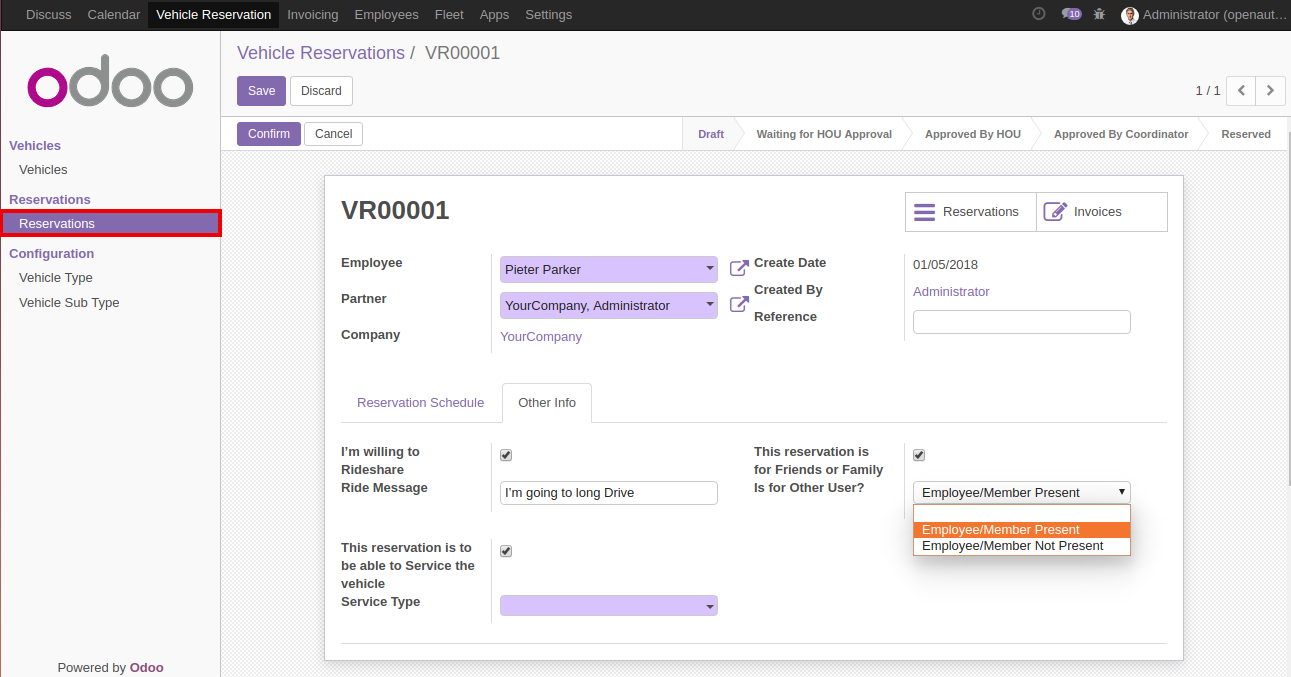 Discuss Calendar Vehicle Reservation Invoicing Employees Fleet Apps Settings 10 Administrator (openaut...
odoo
Vehicles
Vehicles
Reservations
Reservations
Configuration
Vehicle Type
Vehicle Sub Type
Powered by Odoo
Vehicle Reservations / VR00001
Save Discard
1 / 1
Confirm Cancel
Draft Waiting for HOU Approval Approved By HOU Approved By Coordinator Reserved
VR00001
Reservations Invoices
Employee Pieter Parker
Partner YourCompany, Administrator
Company YourCompany
Create Date 01/05/2018
Created By Administrator
Reference
Reservation Schedule Other Info
I'm willing to
Rideshare
Ride Message I'm going to long Drive
This reservation is to
be able to Service the
vehicle
Service Type
This reservation is
for Friends or Family
Is for Other User? Employee/Member Present
Employee/Member Present
Employee/Member Not Present